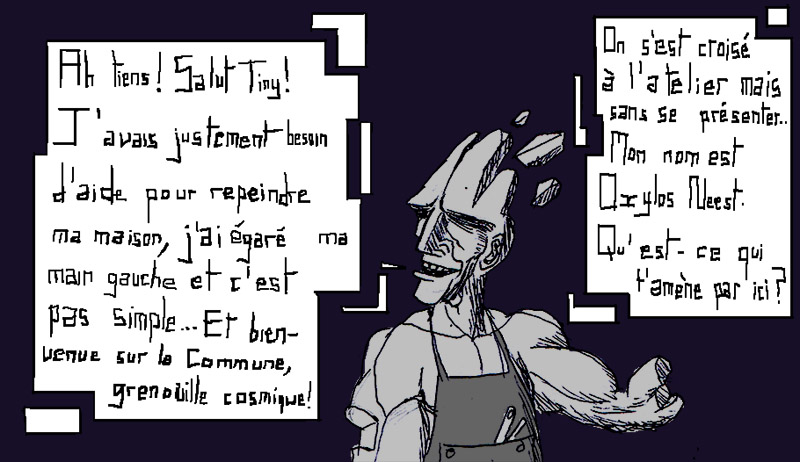 Ah tiens! Salut Tiny!
J'avais justement besoin
d'aide pour repeindre
ma maison, j'ai égaré ma
main gauche et c'est
pas simple... Et bien-
venue sur la Commune,
grenouille cosmique!
On s'est croisé
à l'atelier mais
sans se présenter..
Mon nom est
Oxylos Neest.
Qu'est-ce qui
t'amène par ici?